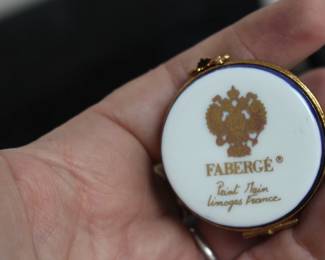 FABERGÉ®
Peint Main
Limoges France